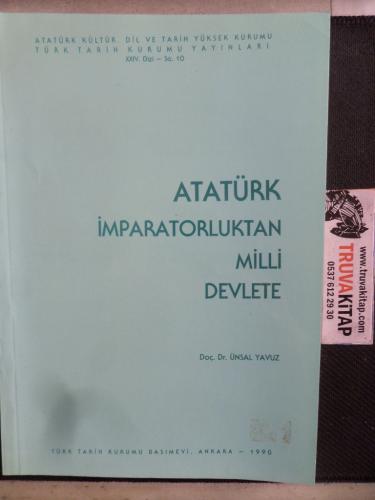 ATATÜRK KÜLTÜR, DİL VE TARİH YÜKSEK KURUMU
TÜRK TARİH KURUMU YAYINLARI
XXIV. Dizi – Sa. 10
ATATÜRK
İMPARATORLUKTAN
MİLLİ
DEVLETE
Doç. Dr. ÜNSAL YAVUZ
TÜRK TARİH KURUMU BASIMEVİ, ANKARA – 1990
www.truvakitap.com
TRUVAKİTAP
0537 612 29 30